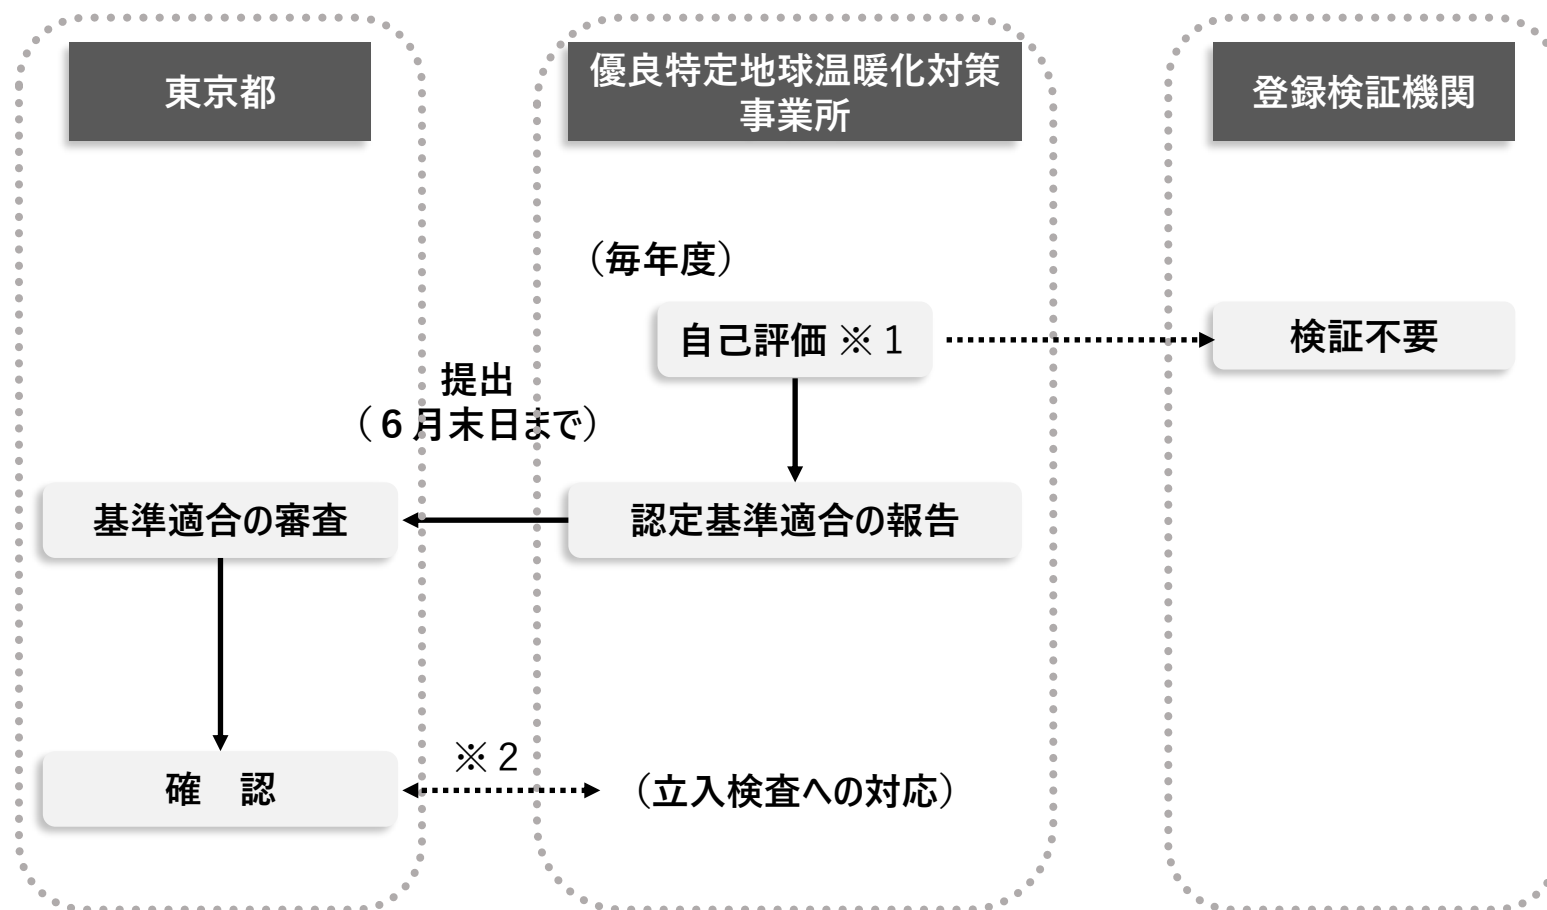 東京都
優良特定地球温暖化対策
事業所
登録検証機関
（毎年度）
自己評価 ※１
検証不要
提出
（６月末日まで）
基準適合の審査
認定基準適合の報告
※２
確　認
（立入検査への対応）